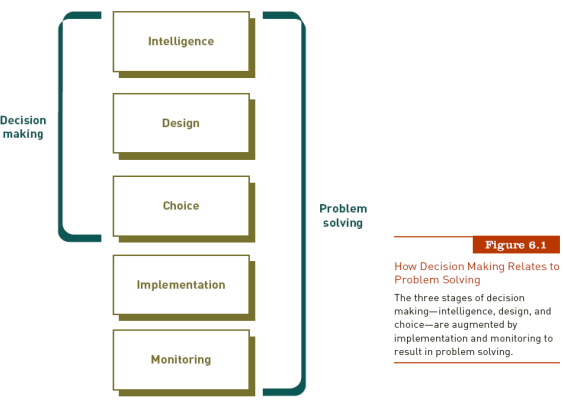 Intelligence
Design
Choice
Implementation
Monitoring
Decision
making
Problem
solving
Figure 6.1
How Decision Making Relates to
Problem Solving
The three stages of decision
making—intelligence, design, and
choice—are augmented by
implementation and monitoring to
result in problem solving.